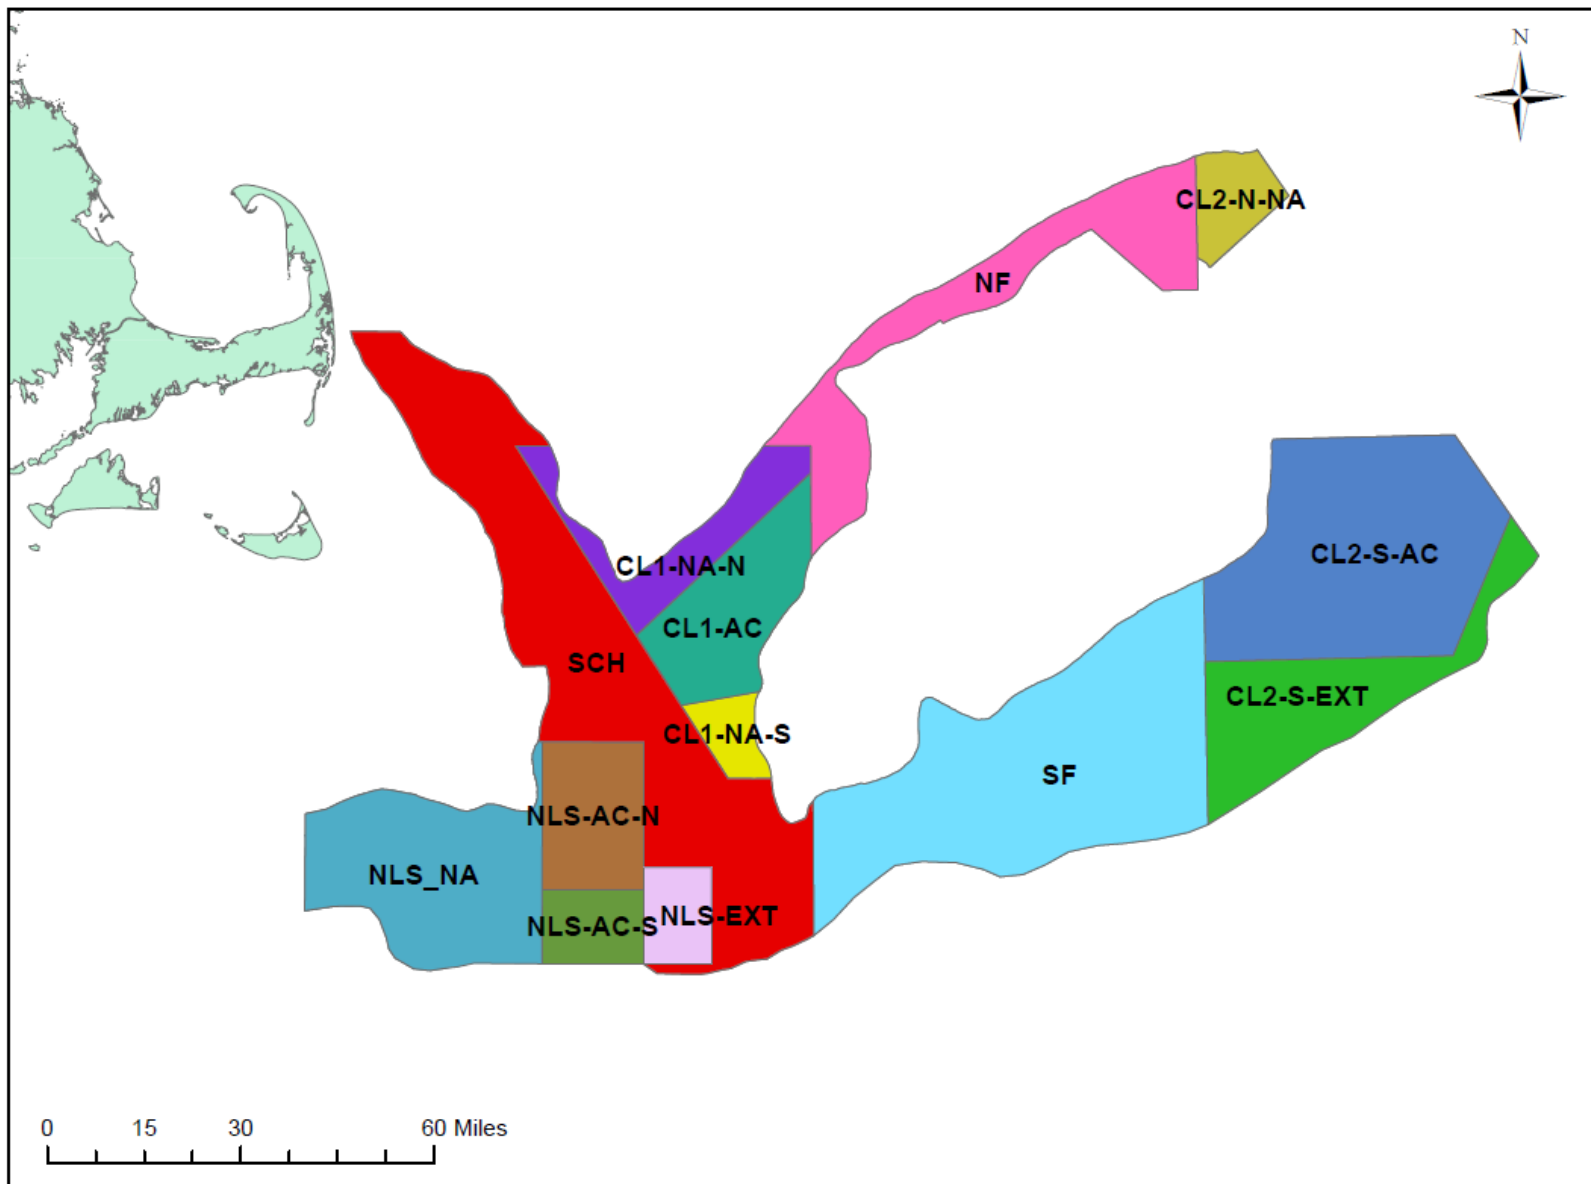 N
CL2-N-NA
NF
CL2-S-AC
CL1-NA-N
CL1-AC
SCH
CL2-S-EXT
CL1-NA-S
SF
NLS-AC-N
NLS_NA
NLS-EXT
NLS-AC-S
0 15 30 60 Miles